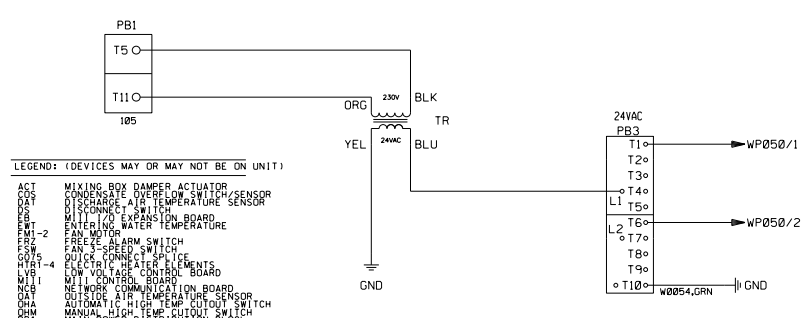 PB1
T5
T11
105
230V
ORG
BLK
TR
YEL
24VAC
BLU
GND
24VAC
PB3
T1
WP050/1
T2
T3
T4
L1
T5
T6
WP050/2
L2
T7
T8
T9
T10
W0054,GRN
GND
LEGEND: (DEVICES MAY OR MAY NOT BE ON UNIT)
ACT MIXING BOX DAMPER ACTUATOR
COS CONDENSATE OVERFLOW SWITCH/SENSOR
DAT DISCHARGE AIR TEMPERATURE SENSOR
DS DISCONNECT SWITCH
EB MIII I/O EXPANSION BOARD
EWT ENTERING WATER TEMPERATURE
FM1-2 FAN MOTOR
FRZ FREEZE ALARM SWITCH
FSW FAN 3-SPEED SWITCH
G075 QUICK CONNECT SPLICE
HTR1-4 ELECTRIC HEATER ELEMENTS
LVB LOW VOLTAGE CONTROL BOARD
MIII MIII CONTROL BOARD
NCB NETWORK COMMUNICATION BOARD
OAT OUTSIDE AIR TEMPERATURE SENSOR
OHA AUTOMATIC HIGH TEMP CUTOUT SWITCH
OHM MANUAL HIGH TEMP CUTOUT SWITCH